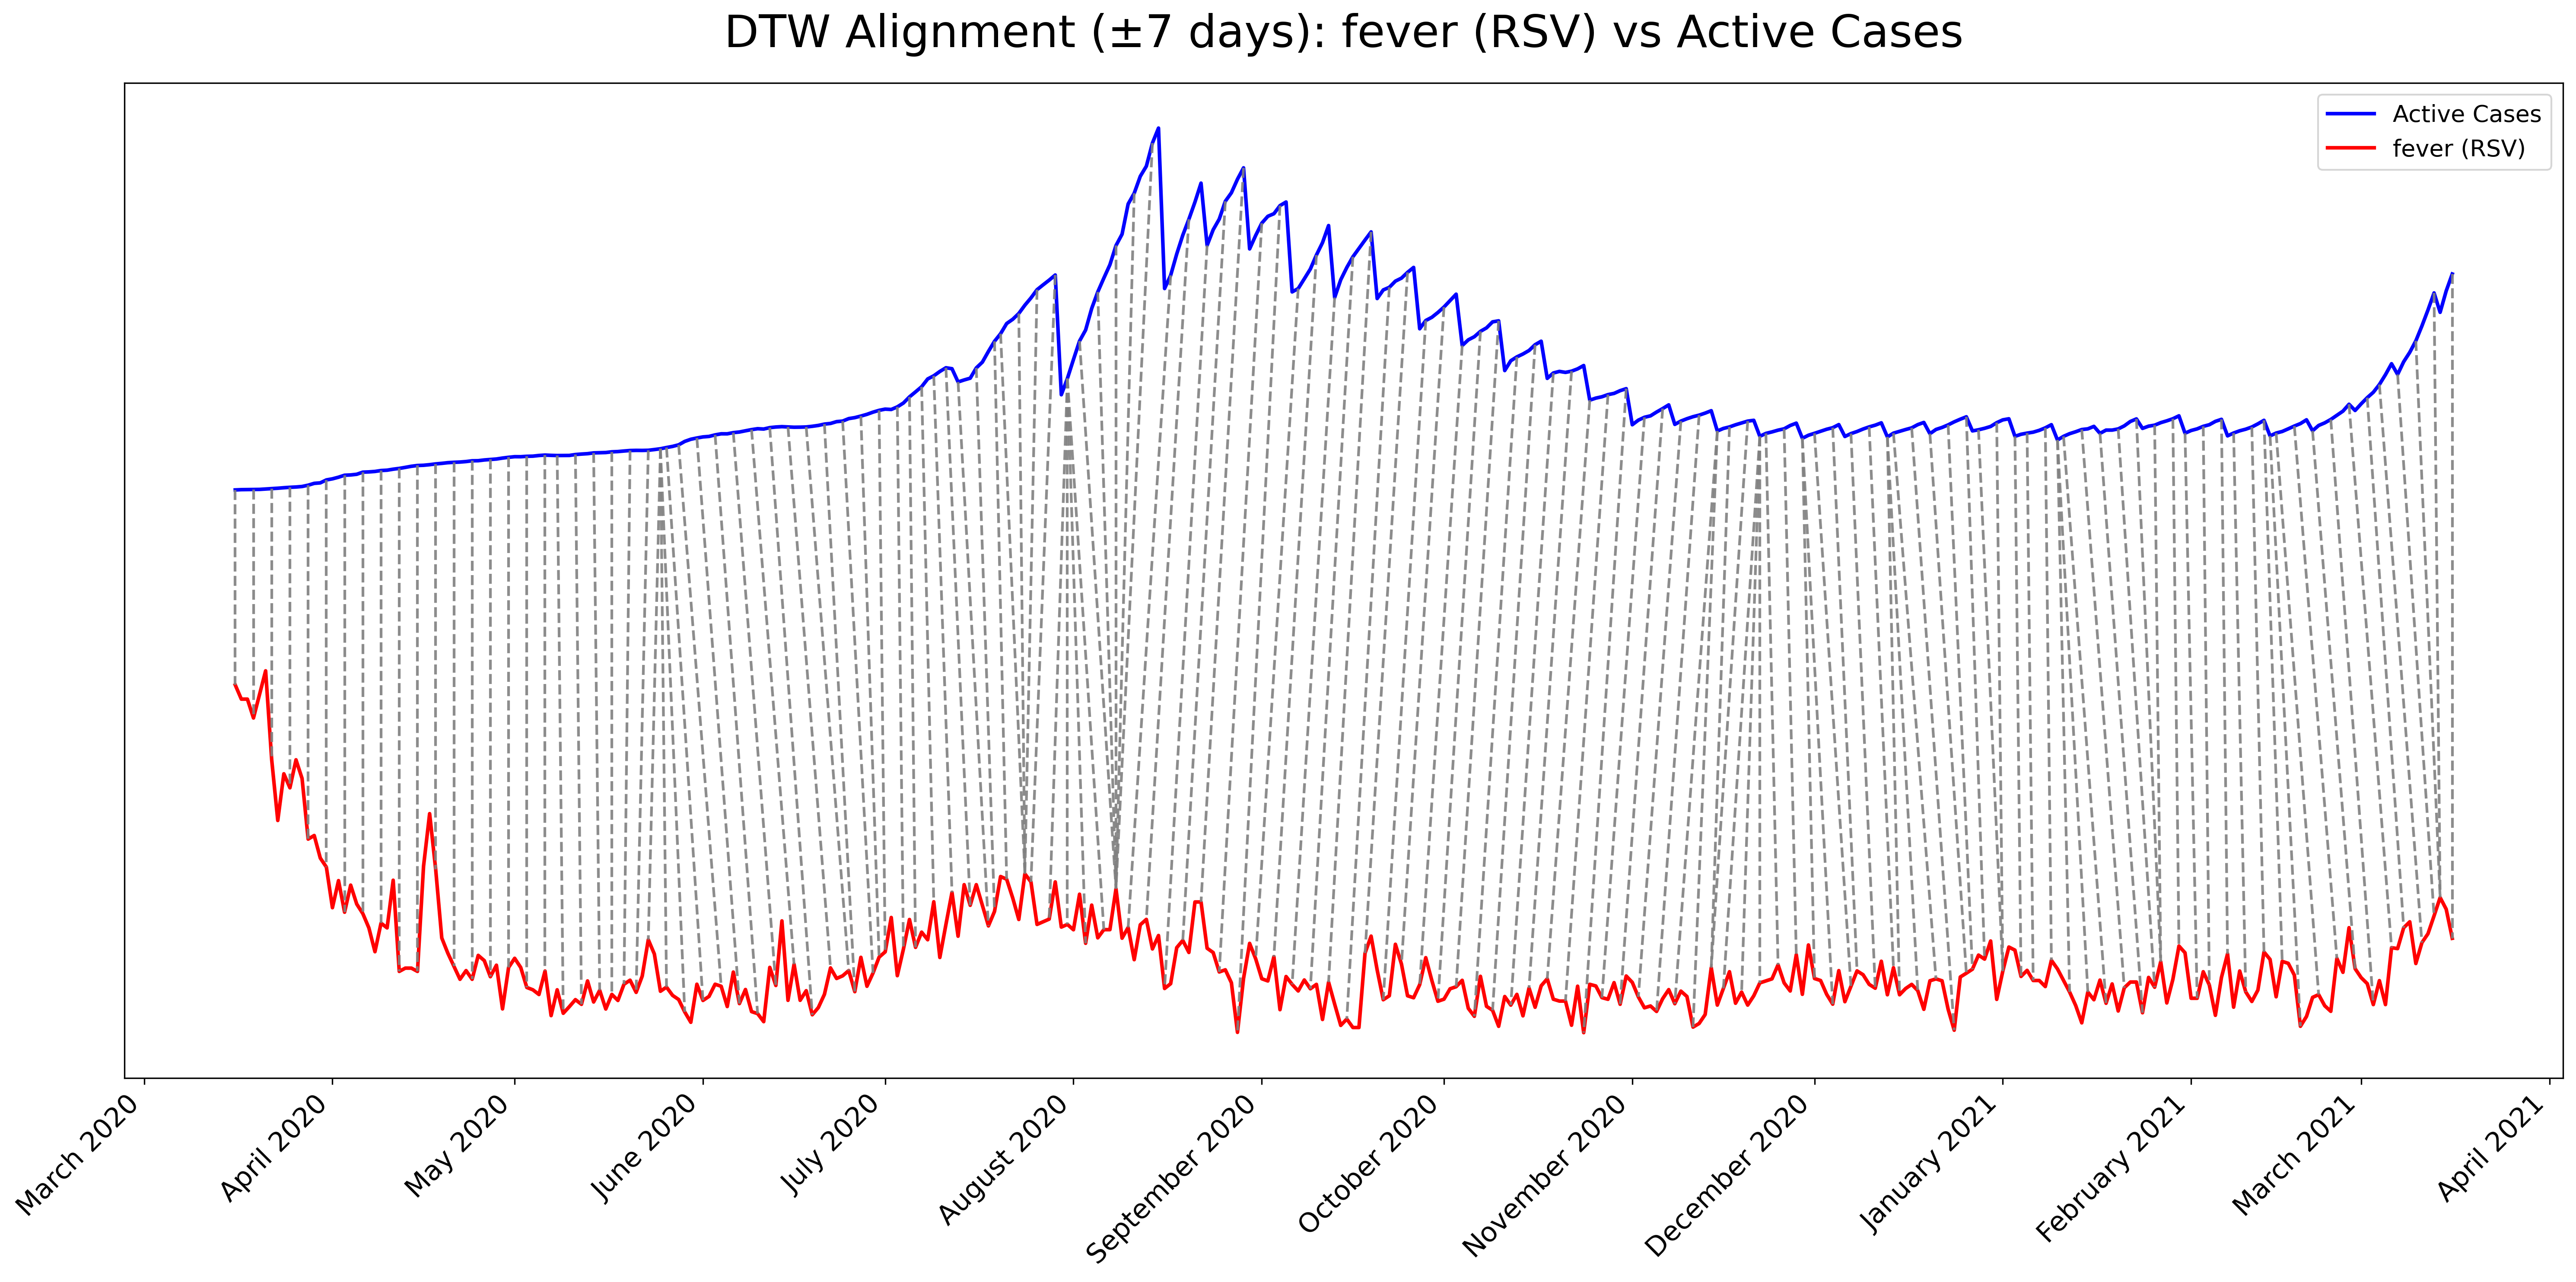 DTW Alignment (±7 days): fever (RSV) vs Active Cases
Active Cases
fever (RSV)
March 2020
April 2020
May 2020
June 2020
July 2020
August 2020
September 2020
October 2020
November 2020
December 2020
January 2021
February 2021
March 2021
April 2021